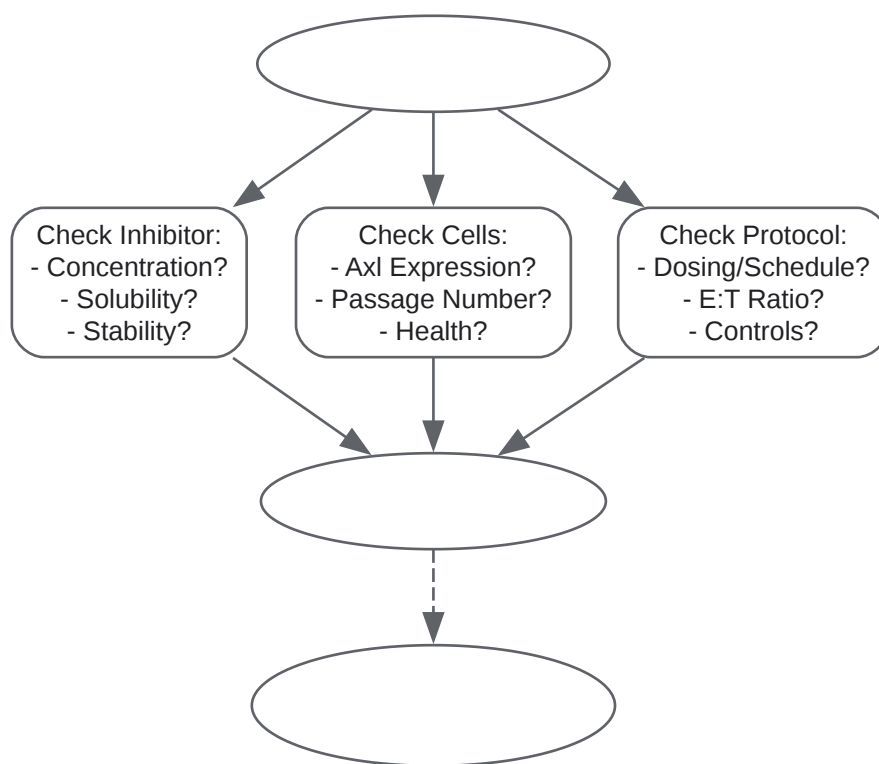 Check Inhibitor:
- Concentration?
- Solubility?
- Stability?
Check Cells:
- Axl Expression?
- Passage Number?
- Health?
Check Protocol:
- Dosing/Schedule?
- E:T Ratio?
- Controls?